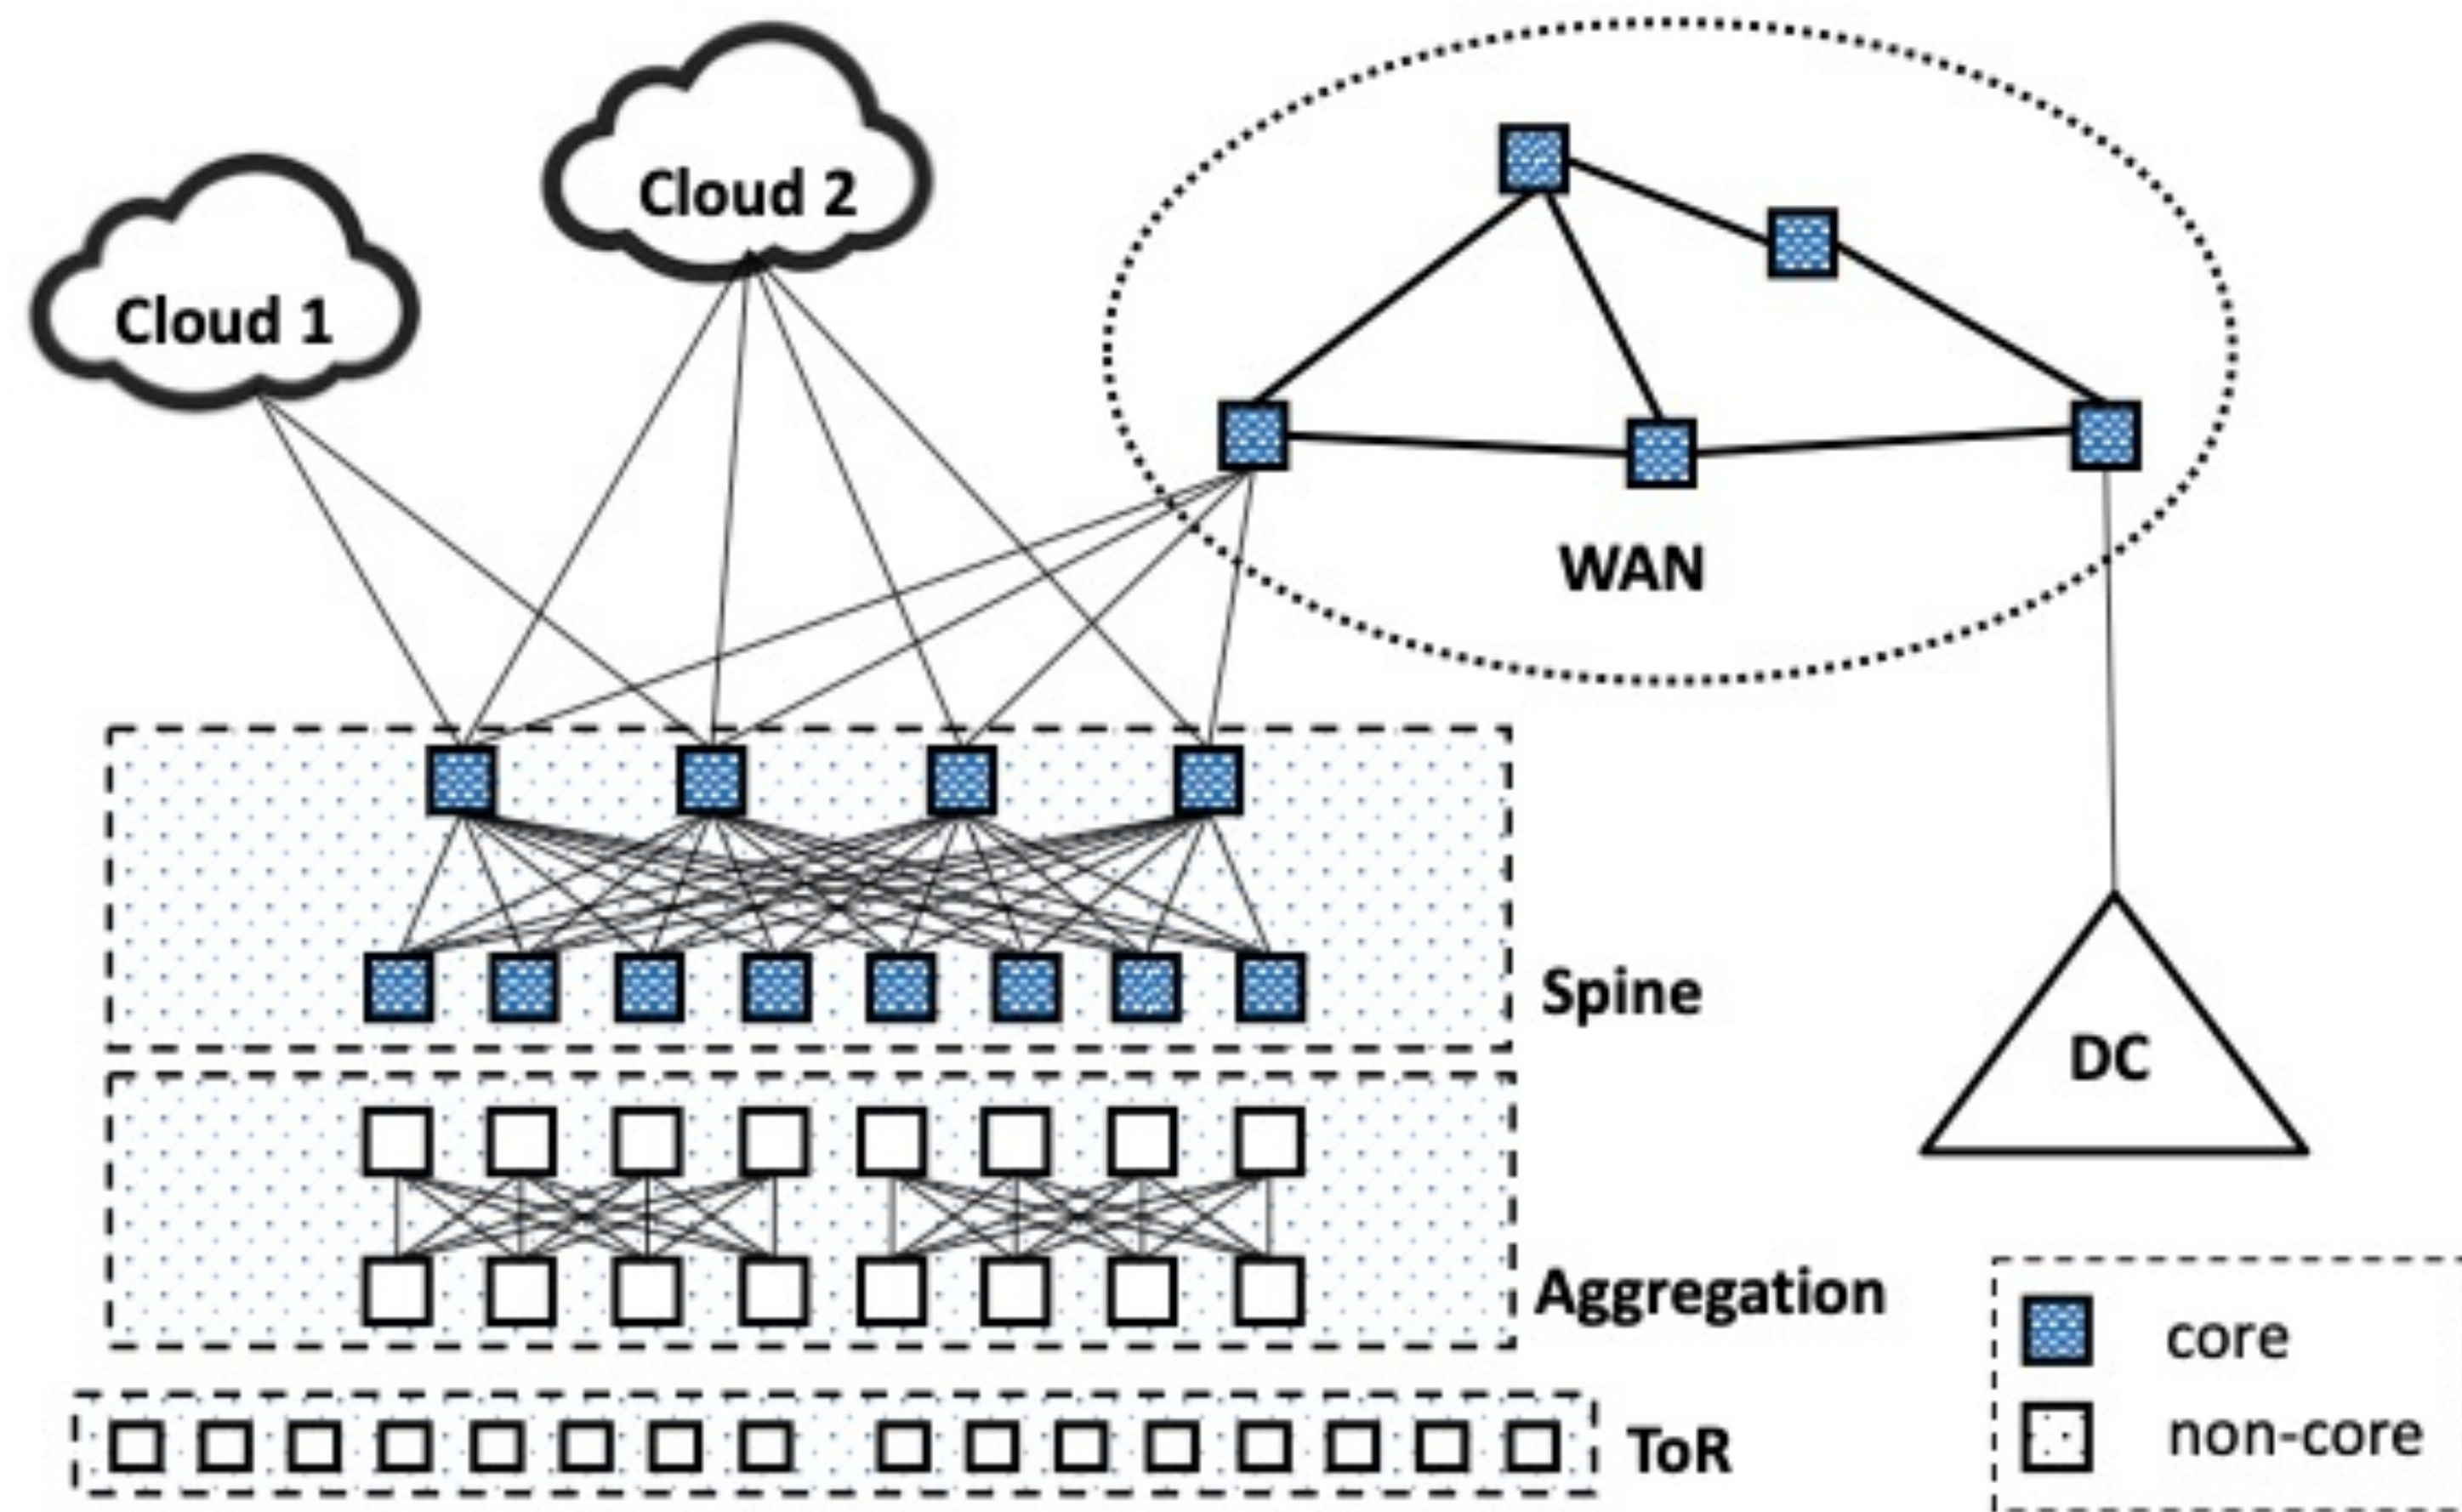 Cloud 1
Cloud 2
WAN
Spine
DC
Aggregation
core
non-core
ToR